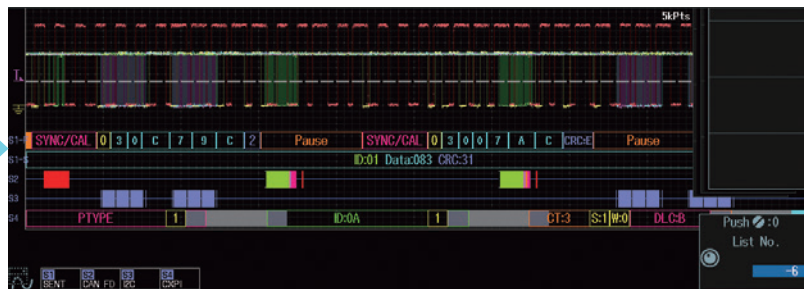 5kPts
T
SYNC/CAL 0 3 0 C 7 9 C 2 Pause SYNC/CAL 0 3 0 0 7 A C CRC:E Pause
S1-S ID:01 Data:083 CRC:31
S2
S3
S4 PTYPE 1 ID:0A 1 CT:3 S:1 W:0 DLC:B
Push :0
List No.
-6
S1 S2 S3 S4
SENT CAN FD I2C CXPI